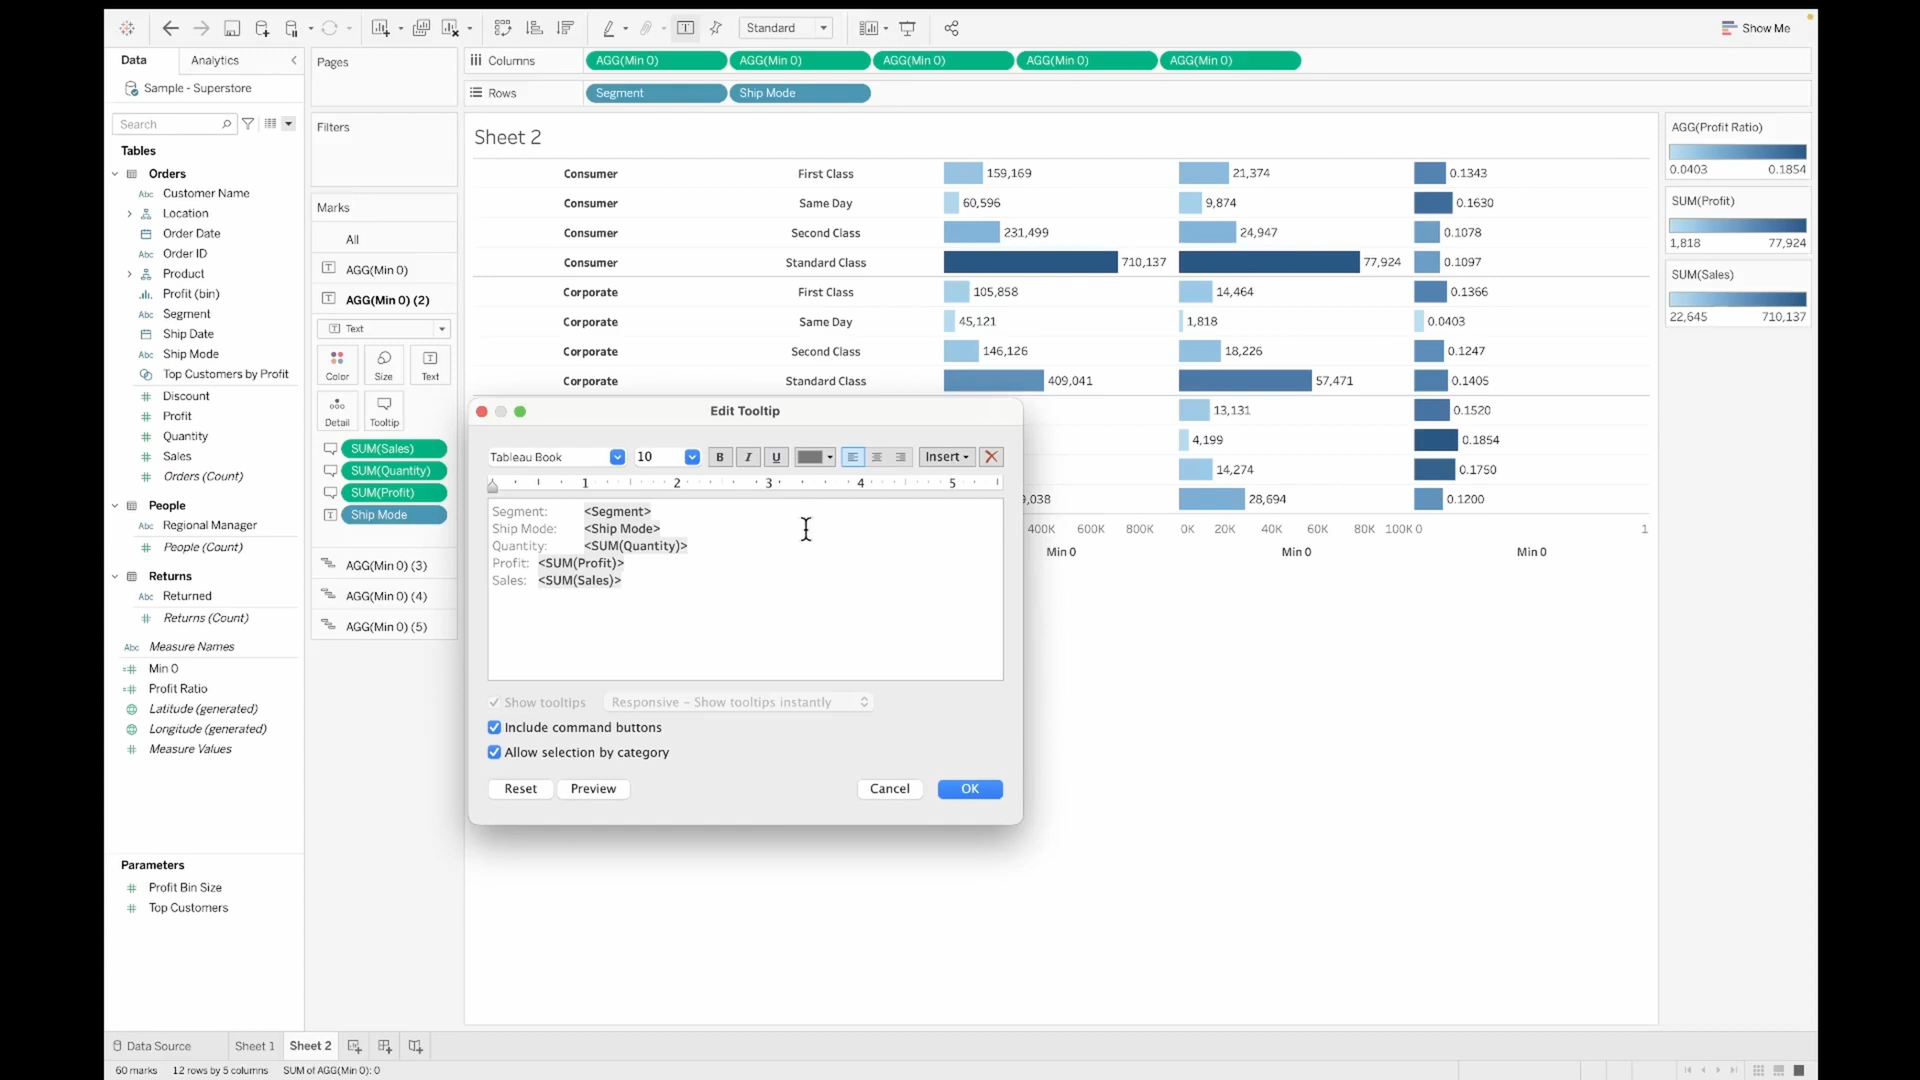 Standard
Show Me
Data
Analytics
Sample - Superstore
Search
Tables
Orders
Abc Customer Name
Location
Order Date
Abc Order ID
Product
Profit (bin)
Abc Segment
Ship Date
Abc Ship Mode
Top Customers by Profit
# Discount
# Profit
# Quantity
# Sales
# Orders (Count)
People
Abc Regional Manager
# People (Count)
Returns
Abc Returned
# Returns (Count)
Abc Measure Names
=# Min 0
=# Profit Ratio
Latitude (generated)
Longitude (generated)
# Measure Values
Parameters
# Profit Bin Size
# Top Customers
Pages
Filters
Marks
All
AGG(Min 0)
AGG(Min 0) (2)
Text
Color
Size
Text
Detail
Tooltip
SUM(Sales)
SUM(Quantity)
SUM(Profit)
Ship Mode
AGG(Min 0) (3)
AGG(Min 0) (4)
AGG(Min 0) (5)
Columns
AGG(Min 0)
AGG(Min 0)
AGG(Min 0)
AGG(Min 0)
AGG(Min 0)
Rows
Segment
Ship Mode
Sheet 2
Consumer First Class 159,169 21,374 0.1343
Consumer Same Day 60,596 9,874 0.1630
Consumer Second Class 231,499 24,947 0.1078
Consumer Standard Class 710,137 77,924 0.1097
Corporate First Class 105,858 14,464 0.1366
Corporate Same Day 45,121 1,818 0.0403
Corporate Second Class 146,126 18,226 0.1247
Corporate Standard Class 409,041 57,471 0.1405
13,131 0.1520
4,199 0.1854
14,274 0.1750
9,038 28,694 0.1200
400K 600K 800K 0K 20K 40K 60K 80K 100K 0 1
Min 0 Min 0 Min 0
Edit Tooltip
Tableau Book 10 B I U Insert
1 2 3 4 5
Segment: <Segment>
Ship Mode: <Ship Mode>
Quantity: <SUM(Quantity)>
Profit: <SUM(Profit)>
Sales: <SUM(Sales)>
Show tooltips
Responsive – Show tooltips instantly
Include command buttons
Allow selection by category
Reset
Preview
Cancel
OK
AGG(Profit Ratio)
0.0403 0.1854
SUM(Profit)
1,818 77,924
SUM(Sales)
22,645 710,137
Data Source
Sheet 1
Sheet 2
60 marks 12 rows by 5 columns SUM of AGG(Min 0): 0